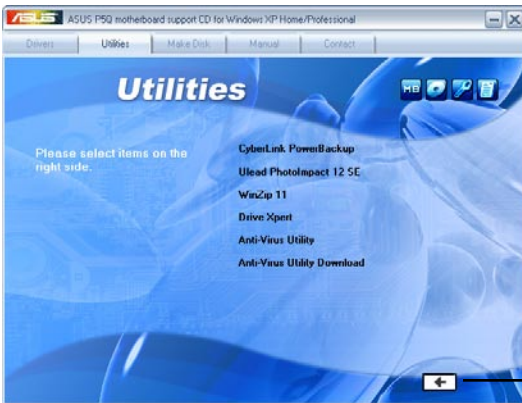 ASUS ASUS P5Q motherboard support CD for Windows XP Home/Professional
Drivers Utilities Make Disk Manual Contact
Utilities
MB
Please select items on the
right side.
CyberLink PowerBackup
Ulead PhotoImpact 12 SE
WinZip 11
Drive Xpert
Anti-Virus Utility
Anti-Virus Utility Download